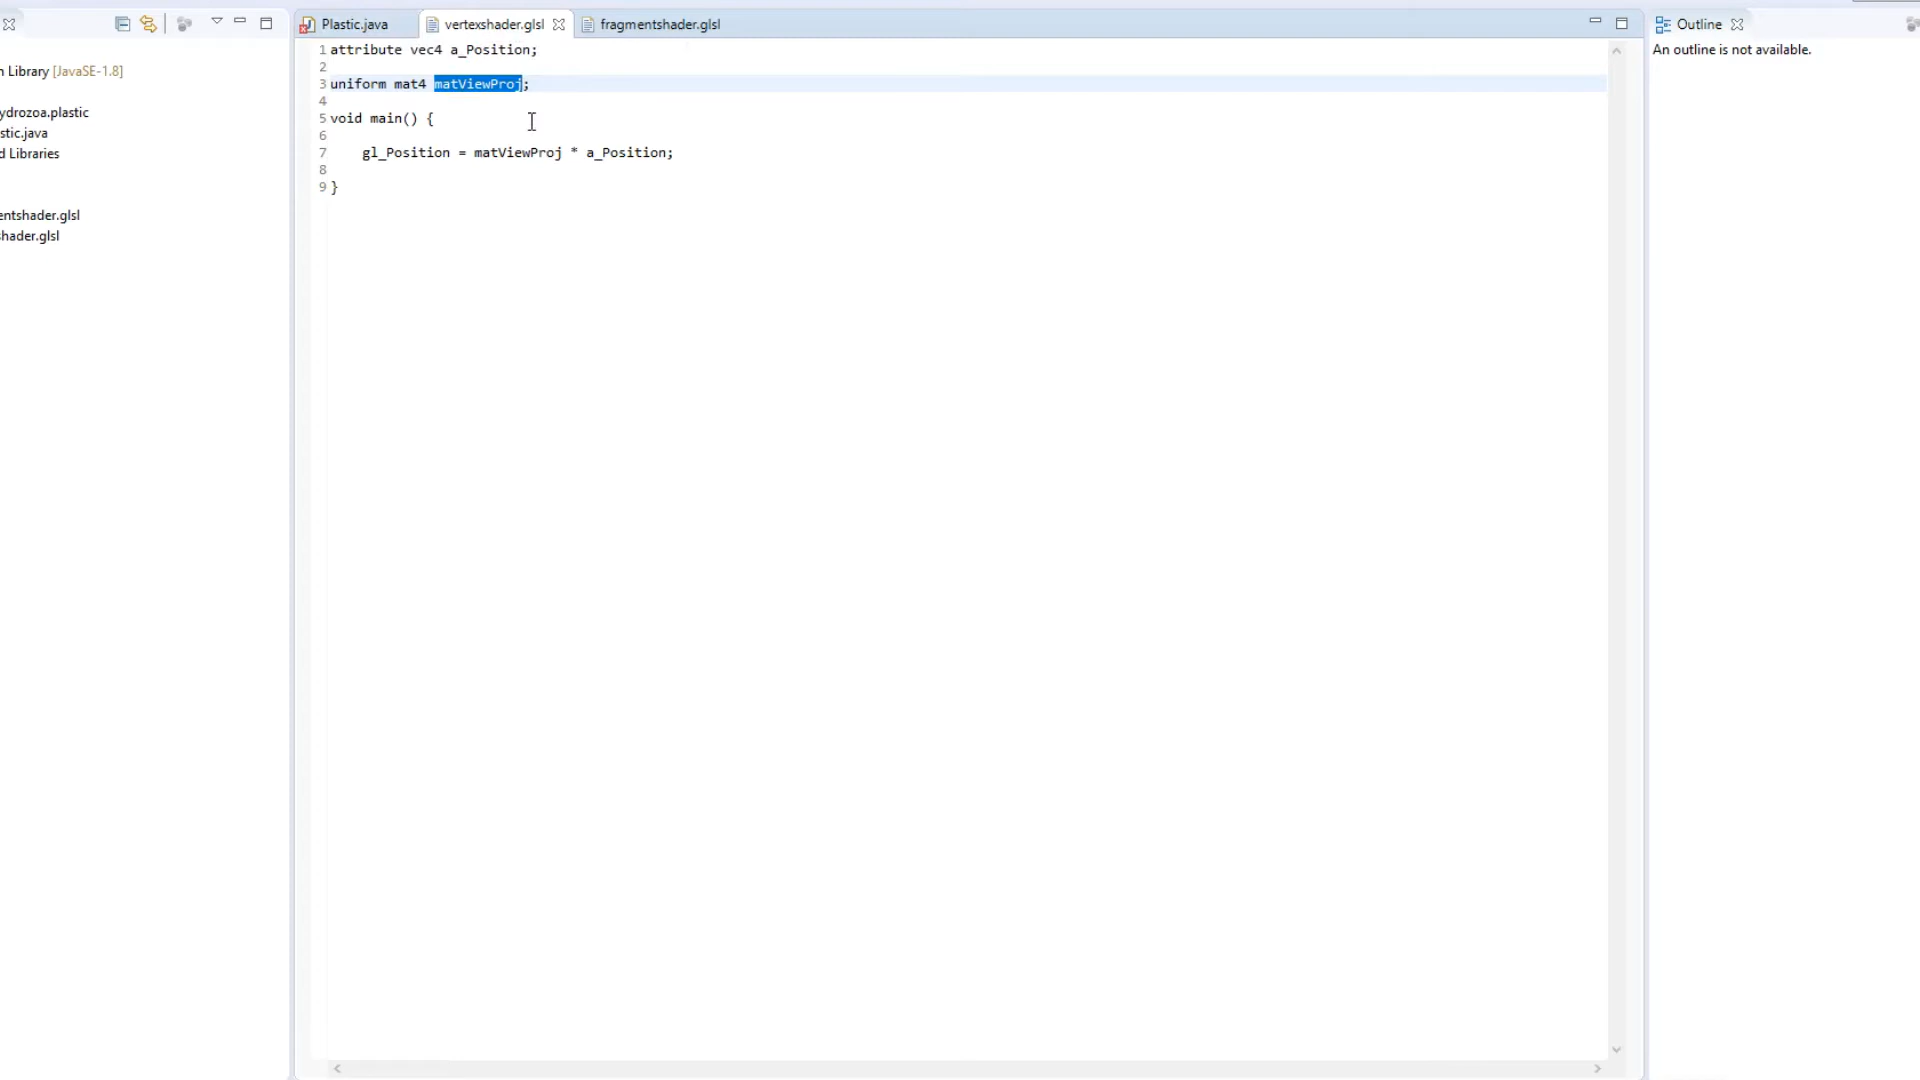 Plastic.java
vertexshader.glsl
fragmentshader.glsl
Outline
An outline is not available.
n Library [JavaSE-1.8]
ydrozoa.plastic
stic.java
d Libraries
entshader.glsl
hader.glsl
1 attribute vec4 a_Position;
2
3 uniform mat4 matViewProj;
4
5 void main() {
6
7 gl_Position = matViewProj * a_Position;
8
9 }